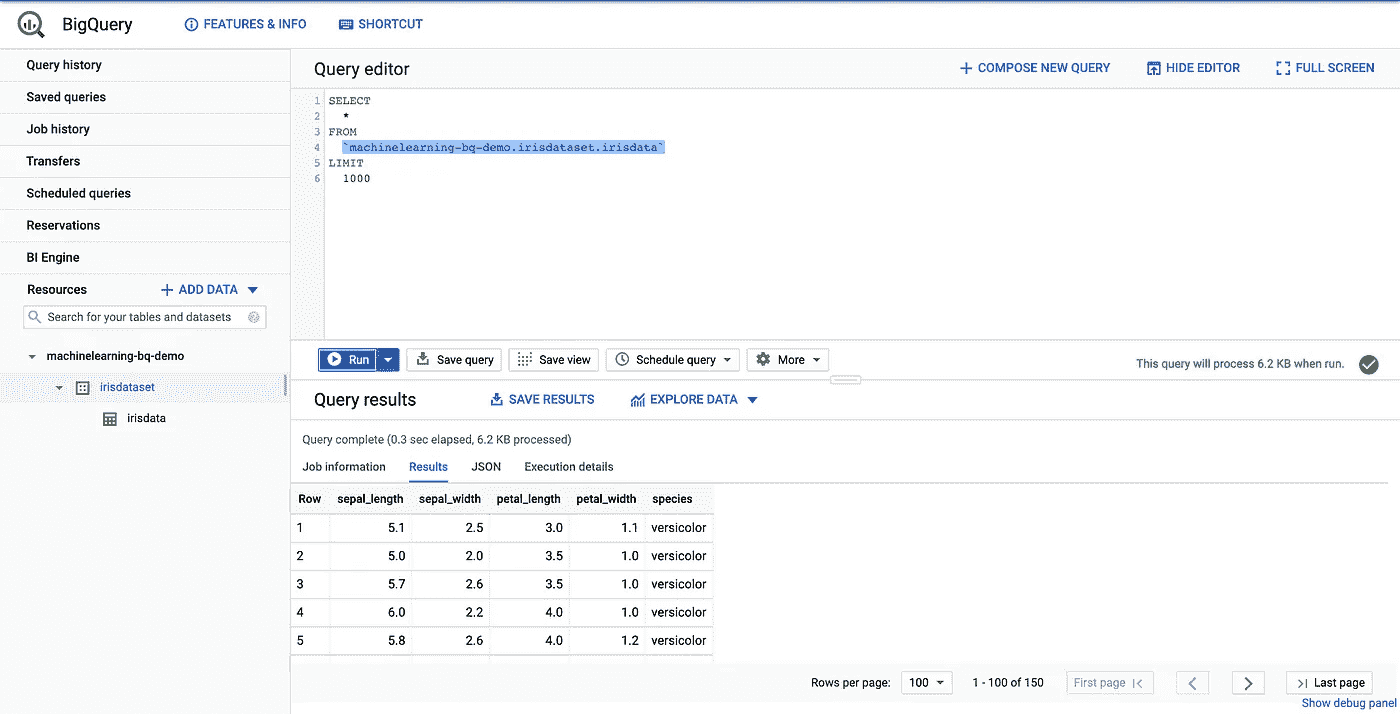 BigQuery FEATURES & INFO SHORTCUT
Query history
Saved queries
Job history
Transfers
Scheduled queries
Reservations
BI Engine
Resources ADD DATA
Search for your tables and datasets
machinelearning-bq-demo
irisdataset
irisdata
Query editor COMPOSE NEW QUERY HIDE EDITOR FULL SCREEN
1 SELECT
2 *
3 FROM
4 `machinelearning-bq-demo.irisdataset.irisdata`
5 LIMIT
6 1000
Run Save query Save view Schedule query More This query will process 6.2 KB when run.
Query results SAVE RESULTS EXPLORE DATA
Query complete (0.3 sec elapsed, 6.2 KB processed)
Job information Results JSON Execution details
Row sepal_length sepal_width petal_length petal_width species
1 5.1 2.5 3.0 1.1 versicolor
2 5.0 2.0 3.5 1.0 versicolor
3 5.7 2.6 3.5 1.0 versicolor
4 6.0 2.2 4.0 1.0 versicolor
5 5.8 2.6 4.0 1.2 versicolor
Rows per page: 100 1 - 100 of 150 First page Last page
Show debug panel